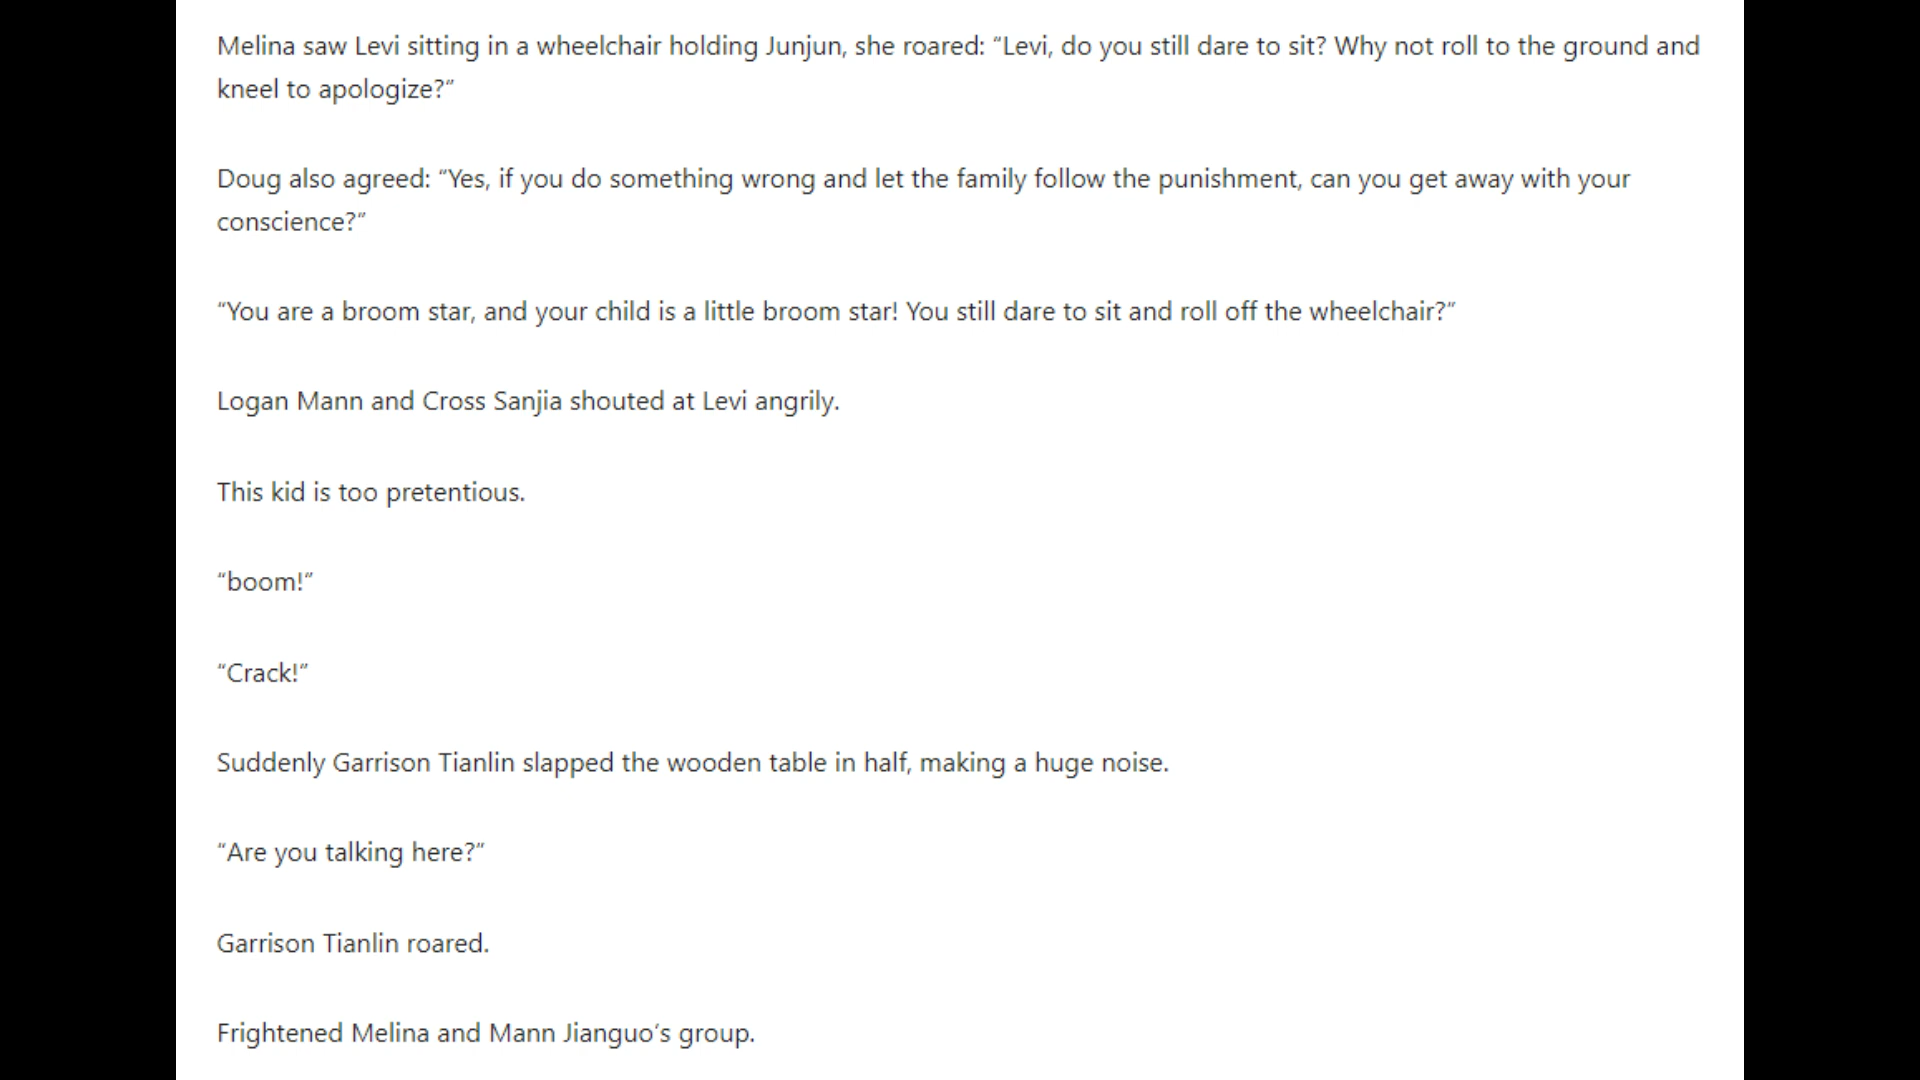 Melina saw Levi sitting in a wheelchair holding Junjun, she roared: “Levi, do you still dare to sit? Why not roll to the ground and
kneel to apologize?”
Doug also agreed: “Yes, if you do something wrong and let the family follow the punishment, can you get away with your
conscience?”
“You are a broom star, and your child is a little broom star! You still dare to sit and roll off the wheelchair?”
Logan Mann and Cross Sanjia shouted at Levi angrily.
This kid is too pretentious.
“boom!”
“Crack!”
Suddenly Garrison Tianlin slapped the wooden table in half, making a huge noise.
“Are you talking here?”
Garrison Tianlin roared.
Frightened Melina and Mann Jianguo’s group.